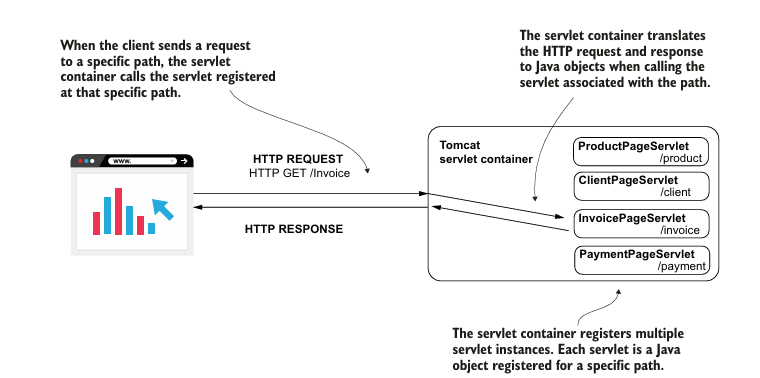 When the client sends a request
to a specific path, the servlet
container calls the servlet registered
at that specific path.
The servlet container translates
the HTTP request and response
to Java objects when calling the
servlet associated with the path.
www.
HTTP REQUEST
HTTP GET /Invoice
HTTP RESPONSE
Tomcat
servlet container
ProductPageServlet
/product
ClientPageServlet
/client
InvoicePageServlet
/invoice
PaymentPageServlet
/payment
The servlet container registers multiple
servlet instances. Each servlet is a Java
object registered for a specific path.